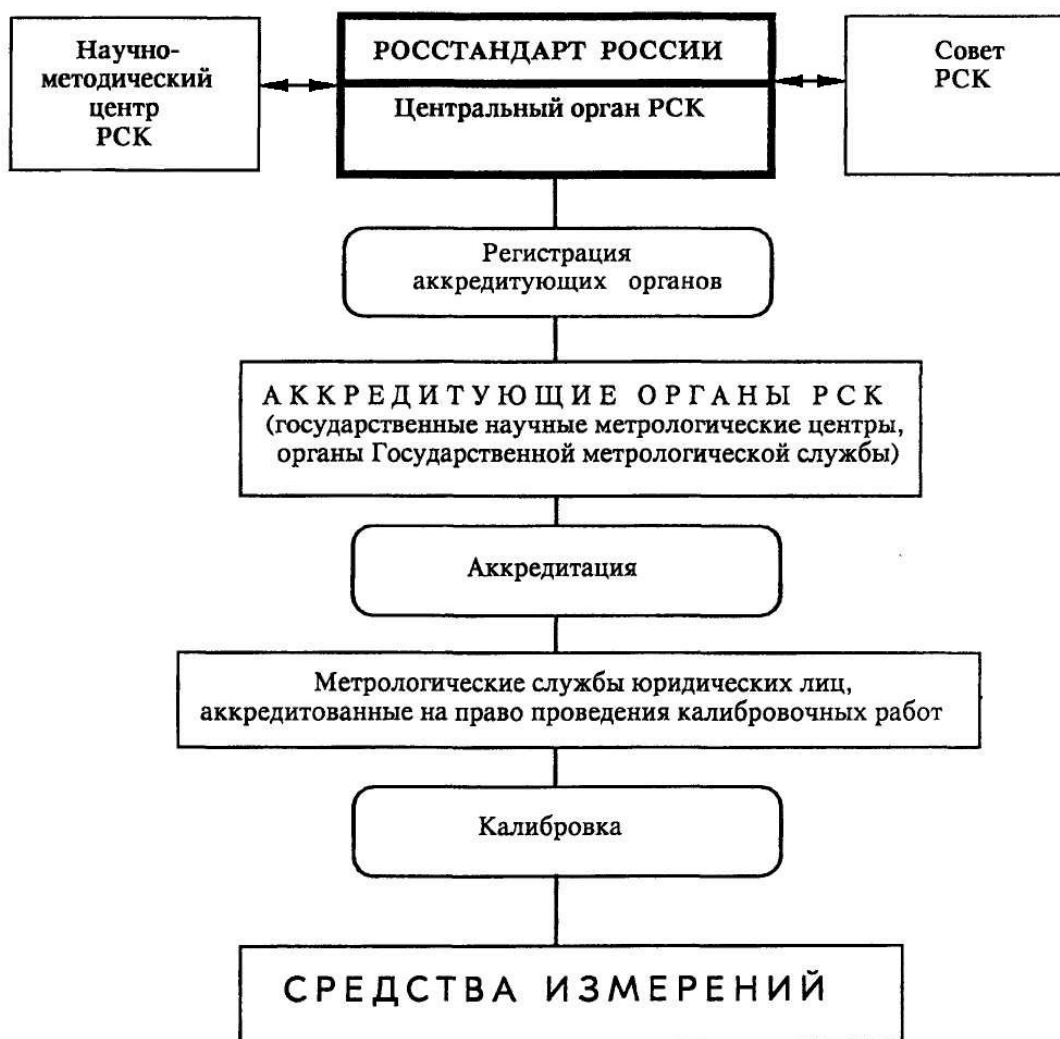 Научно-
методический
центр
РСК
РОССТАНДАРТ РОССИИ
Центральный орган РСК
Совет
РСК
Регистрация
аккредитующих органов
АККРЕДИТУЮЩИЕ ОРГАНЫ РСК
(государственные научные метрологические центры,
органы Государственной метрологической службы)
Аккредитация
Метрологические службы юридических лиц,
аккредитованные на право проведения калибровочных работ
Калибровка
СРЕДСТВА ИЗМЕРЕНИЙ